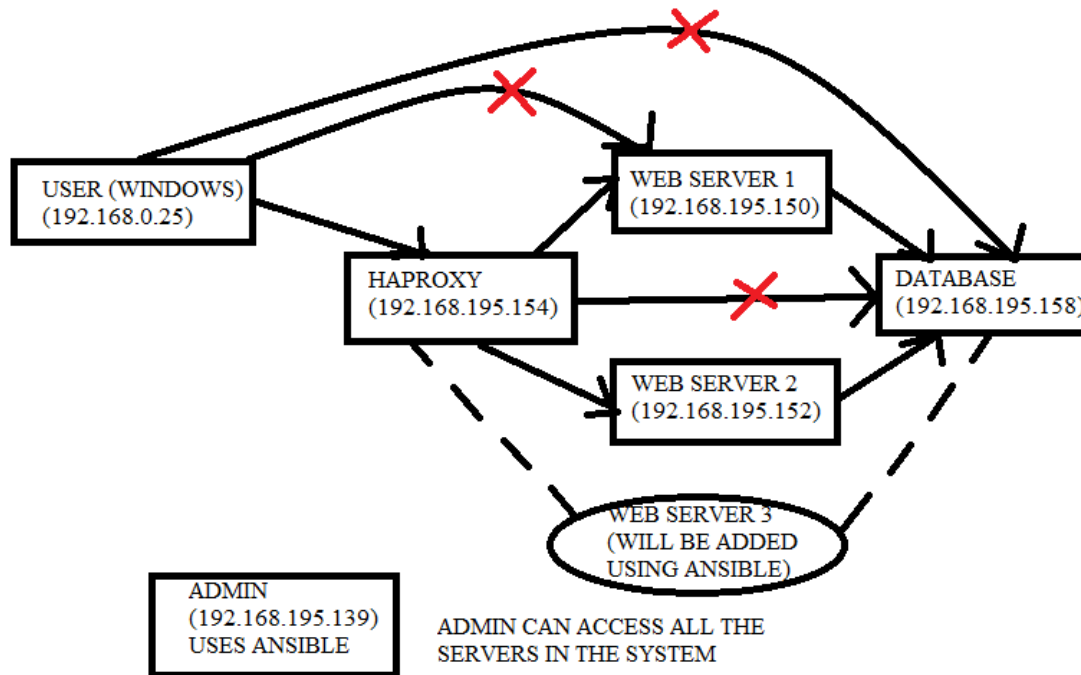 USER (WINDOWS)
(192.168.0.25)
WEB SERVER 1
(192.168.195.150)
HAPROXY
(192.168.195.154)
DATABASE
(192.168.195.158)
WEB SERVER 2
(192.168.195.152)
WEB SERVER 3
(WILL BE ADDED
USING ANSIBLE)
ADMIN
(192.168.195.139)
USES ANSIBLE
ADMIN CAN ACCESS ALL THE
SERVERS IN THE SYSTEM